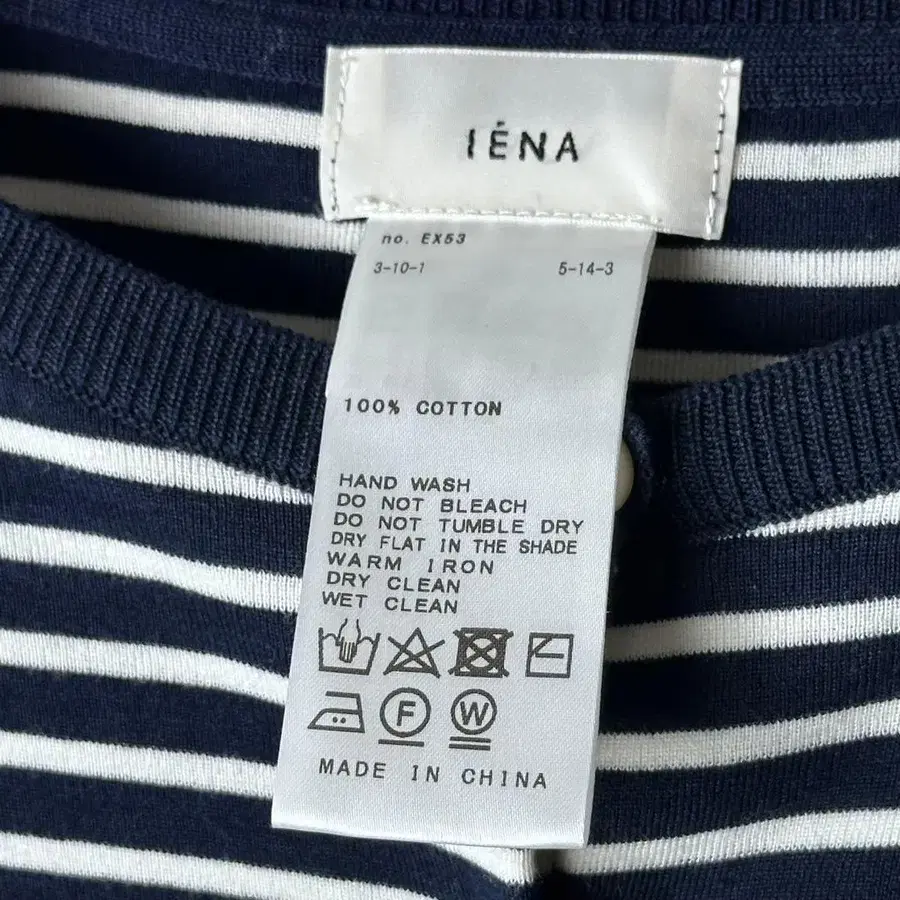 IÉNA
no. EX53
3-10-1 5-14-3
100% COTTON
HAND WASH
DO NOT BLEACH
DO NOT TUMBLE DRY
DRY FLAT IN THE SHADE
WARM IRON
DRY CLEAN
WET CLEAN
F W
MADE IN CHINA